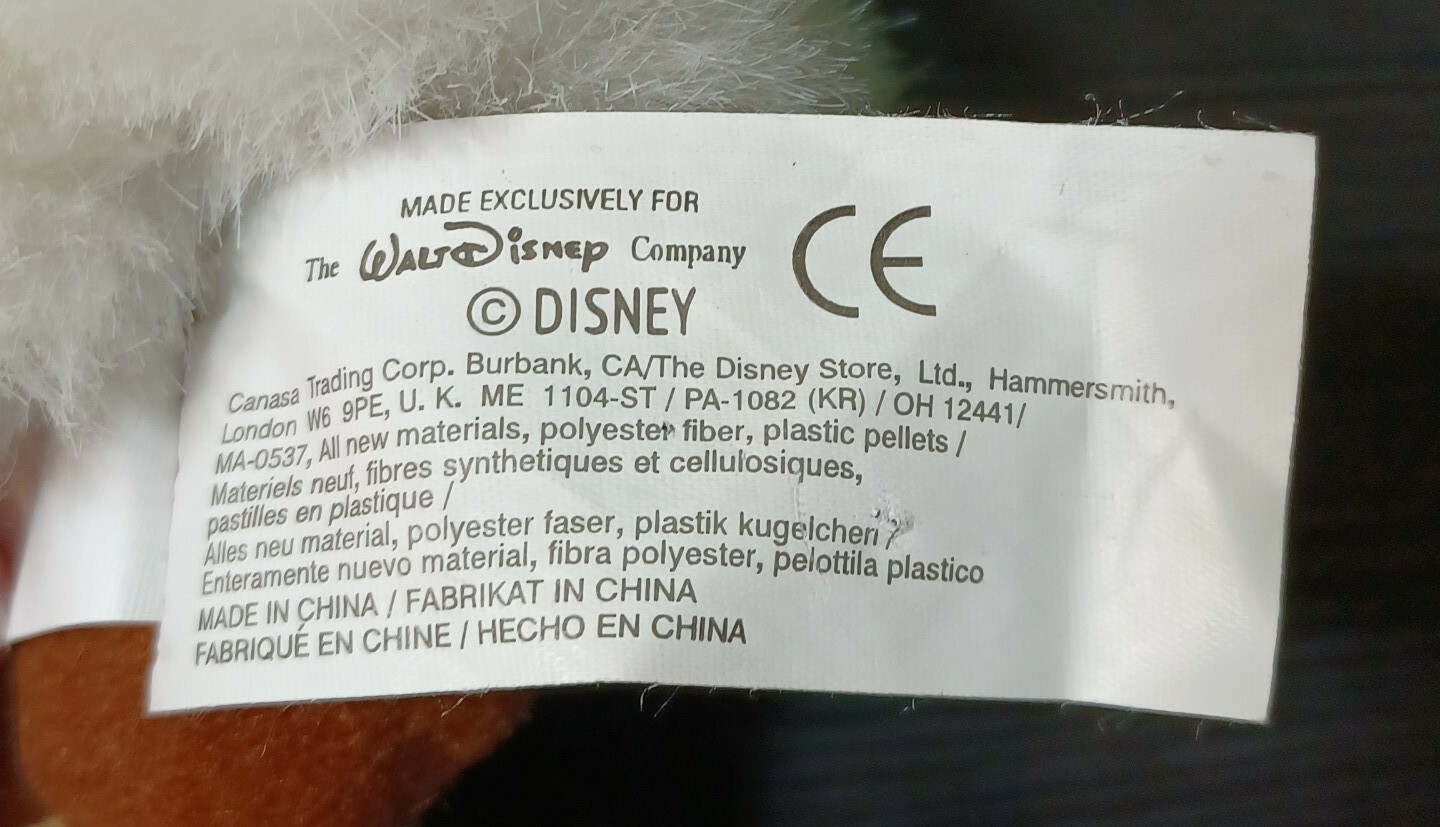 MADE EXCLUSIVELY FOR
The WALT DISNEY Company
CE
© DISNEY
Canasa Trading Corp. Burbank, CA/The Disney Store, Ltd., Hammersmith,
London W6 9PE, U. K. ME 1104-ST / PA-1082 (KR) / OH 12441/
MA-0537, All new materials, polyester fiber, plastic pellets /
Materiels neuf, fibres synthetiques et cellulosiques,
pastilles en plastique /
Alles neu material, polyester faser, plastik kugelchen /
Enteramente nuevo material, fibra polyester, pelottila plastico
MADE IN CHINA / FABRIKAT IN CHINA
FABRIQUÉ EN CHINE / HECHO EN CHINA